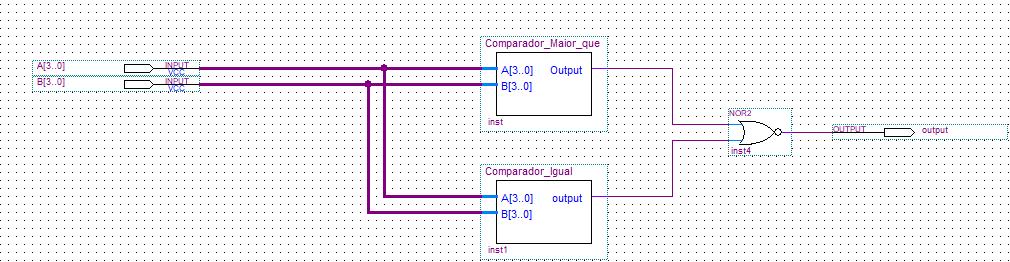 A[3..0] INPUT
VCC
B[3..0] INPUT
VCC
Comparador_Maior_que
A[3..0] Output
B[3..0]
inst
NOR2
inst4
OUTPUT output
Comparador_Igual
A[3..0] output
B[3..0]
inst1